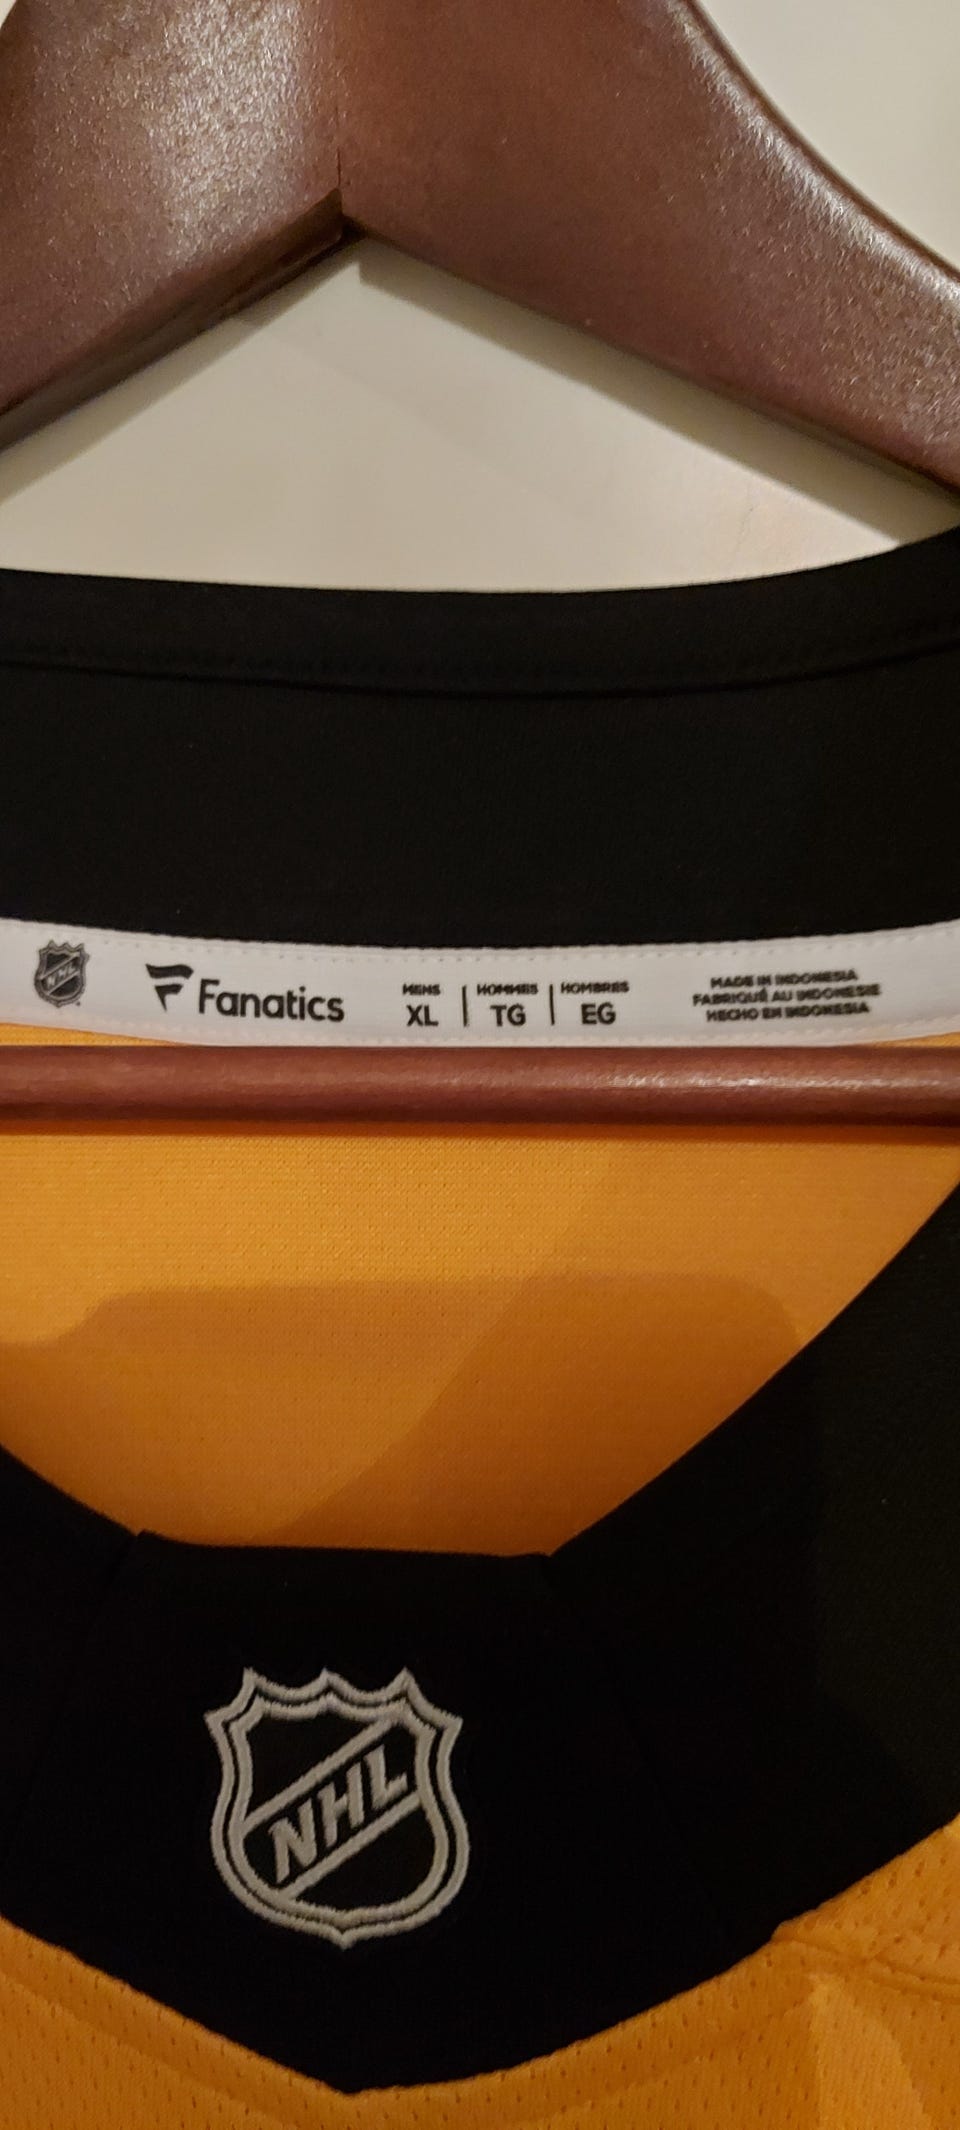 NHL Fanatics
MENS | HOMMES | HOMBRES
XL | TG | EG
MADE IN INDONESIA
FABRIQUÉ AU INDONESIE
HECHO EN INDONESIA
NHL